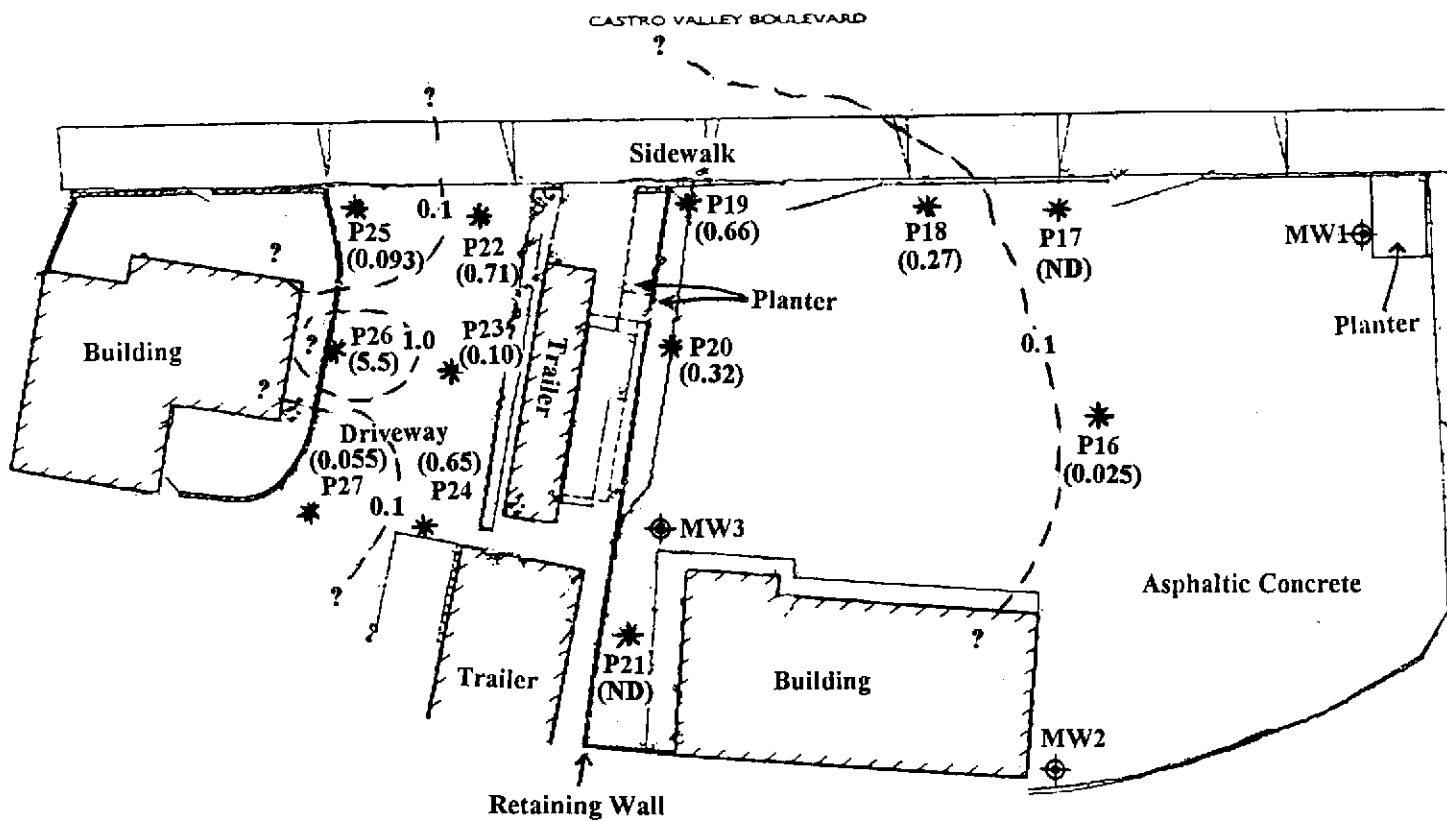 CASTRO VALLEY BOULEVARD
?
?
Sidewalk
P25
(0.093)
0.1
P22
(0.71)
P19
(0.66)
P18
(0.27)
P17
(ND)
MW1
?
Planter
Planter
Building
?
P26
(5.5)
1.0
P23
(0.10)
Trailer
P20
(0.32)
0.1
?
P16
(0.025)
Driveway
(0.055)
P27
(0.65)
P24
0.1
MW3
?
Asphaltic Concrete
?
P21
(ND)
Trailer
Building
MW2
Retaining Wall